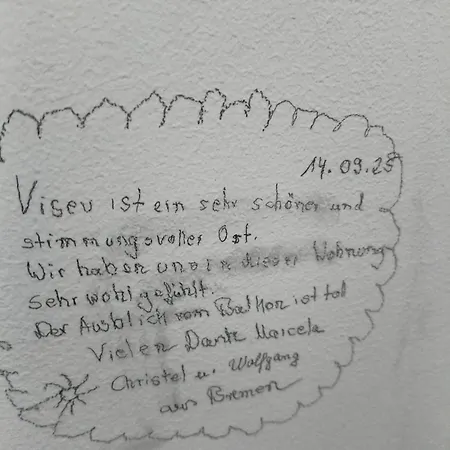 14.09.25
Viseu ist ein sehr schöner und
stimmungsvoller Ort.
Wir haben uns in dieser Wohnung
sehr wohl gefühlt.
Der Ausblick vom Balkon ist toll
Vielen Dank Marcela
Christel u. Wolfgang
aus Bremen